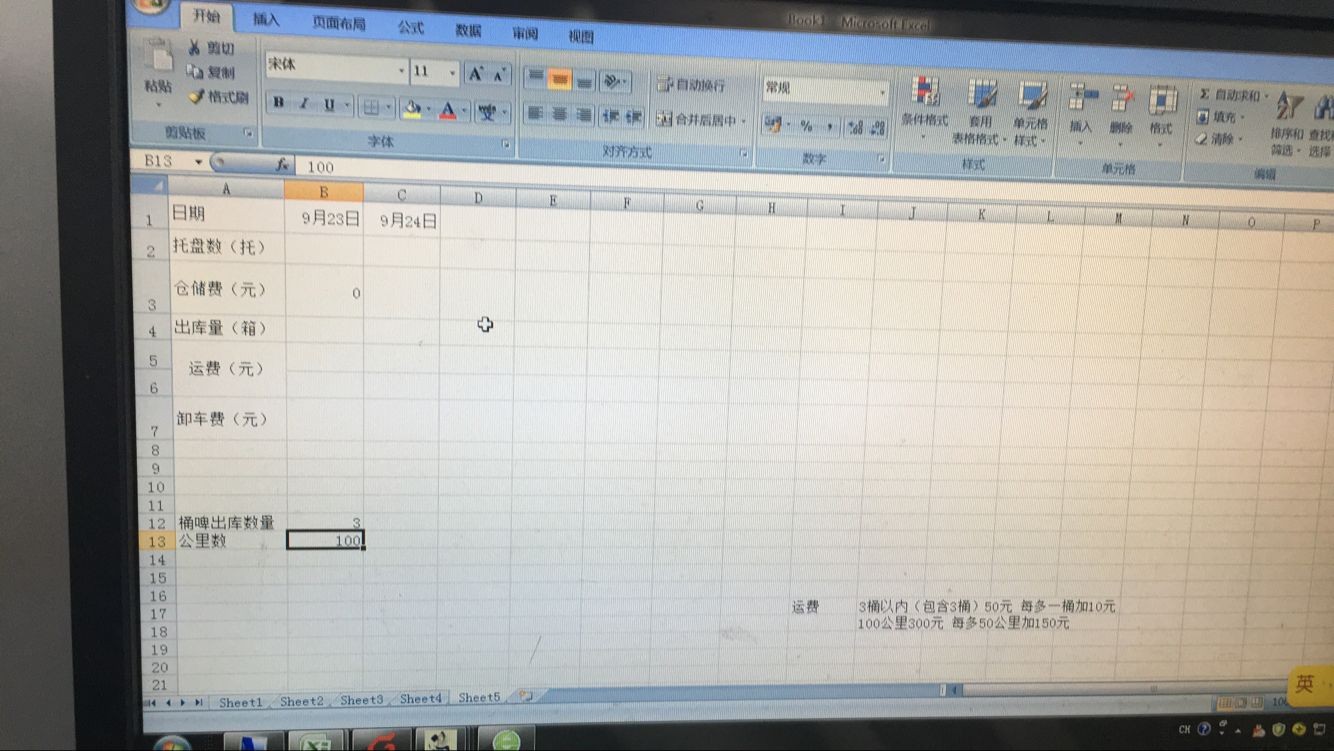 Book1 - Microsoft Excel
开始 插入 页面布局 公式 数据 审阅 视图
粘贴 剪切 复制 格式刷
剪贴板
宋体 11
B I U
字体
自动换行
合并后居中
对齐方式
常规
%
数字
条件格式 套用表格格式 单元格样式
样式
插入 删除 格式
单元格
Σ 自动求和 填充 清除 排序和筛选
编辑
B13 fx 100
A B C D E F G H I J K L M N O P
1 日期 9月23日 9月24日
2 托盘数（托）
3 仓储费（元） 0
4 出库量（箱）
5 运费（元）
6
7 卸车费（元）
8
9
10
11
12 桶啤出库数量 3
13 公里数 100
14
15
16
17 运费 3桶以内（包含3桶）50元 每多一桶加10元
18 100公里300元 每多50公里加150元
19
20
21
Sheet1 Sheet2 Sheet3 Sheet4 Sheet5
英
CH